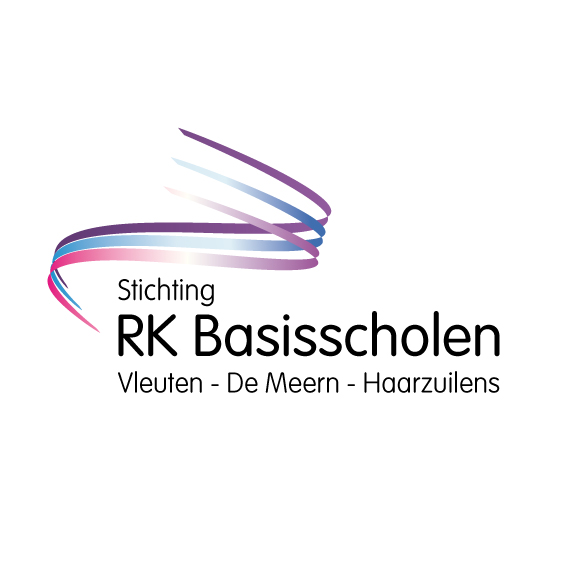 Stichting
RK Basisscholen
Vleuten - De Meern - Haarzuilens